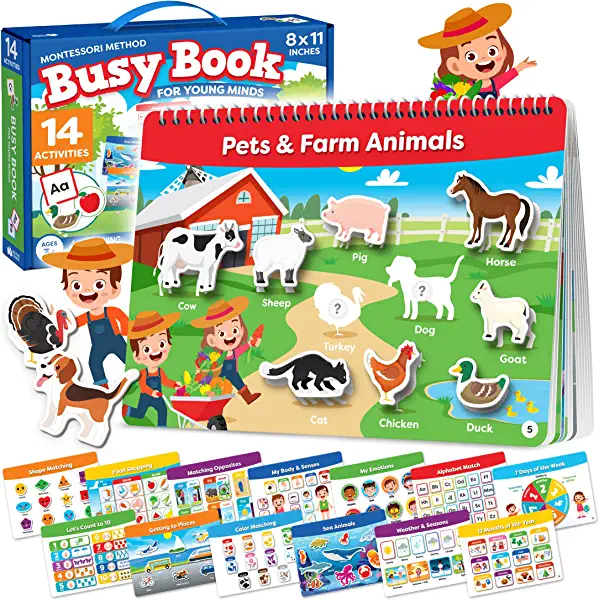 14
ACTIVITIES
MONTESSORI METHOD
8 x 11
INCHES
Busy Book
FOR YOUNG MINDS
14
ACTIVITIES
Aa
BUSY BOOK
AGES
Pets & Farm Animals
Pig
Horse
Cow
Sheep
?
Turkey
?
Dog
Goat
Cat
Chicken
Duck
5
Shape Matching
Food Shopping
Matching Opposites
My Body & Senses
My Emotions
Alphabet Match
7 Days of the Week
Let's Count to 10
Getting to Places
Color Matching
Sea Animals
Weather & Seasons
12 Months of the Year